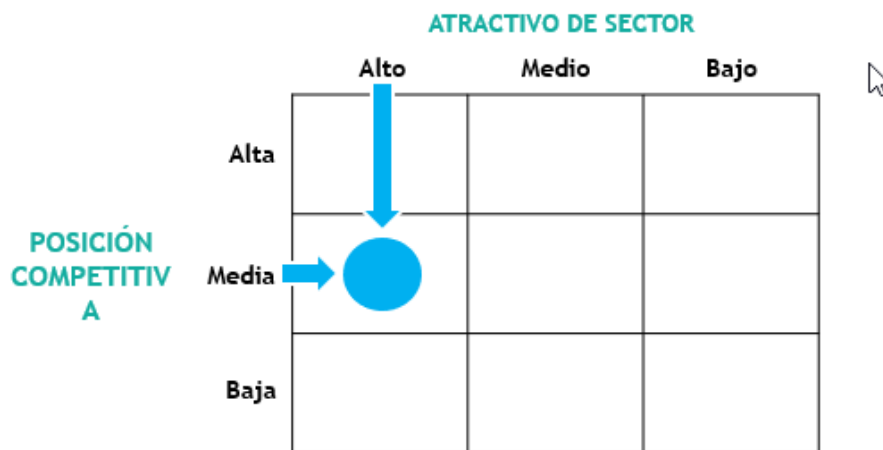 ATRACTIVO DE SECTOR
Alto Medio Bajo
Alta
POSICIÓN
COMPETITIV
A
Media
Baja